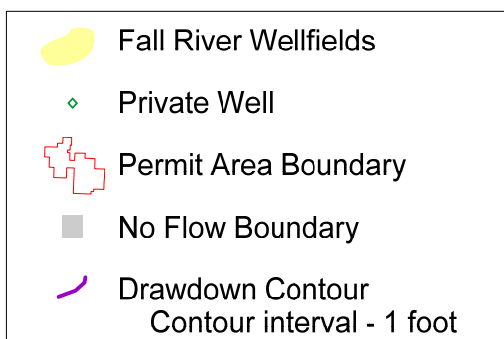 Fall River Wellfields
Private Well
Permit Area Boundary
No Flow Boundary
Drawdown Contour
Contour interval - 1 foot